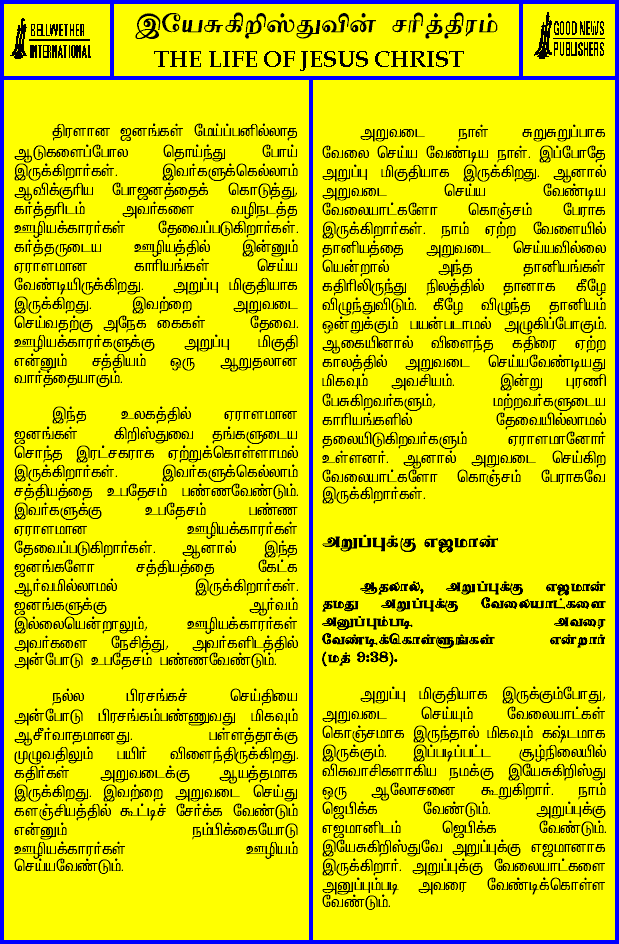 BELLWETHER
INTERNATIONAL
இயேசுகிறிஸ்துவின் சரித்திரம்
THE LIFE OF JESUS CHRIST
GOOD NEWS
PUBLISHERS
திரளான ஜனங்கள் மேய்ப்பனில்லாத
ஆடுகளைப்போல தொய்ந்து போய்
இருக்கிறார்கள். இவர்களுக்கெல்லாம்
ஆவிக்குரிய போஜனத்தைக் கொடுத்து,
கர்த்தரிடம் அவர்களை வழிநடத்த
ஊழியக்காரர்கள் தேவைப்படுகிறார்கள்.
கர்த்தருடைய ஊழியத்தில் இன்னும்
ஏராளமான காரியங்கள் செய்ய
வேண்டியிருக்கிறது. அறுப்பு மிகுதியாக
இருக்கிறது. இவற்றை அறுவடை
செய்வதற்கு அநேக கைகள் தேவை.
ஊழியக்காரர்களுக்கு அறுப்பு மிகுதி
என்னும் சத்தியம் ஒரு ஆறுதலான
வார்த்தையாகும்.
இந்த உலகத்தில் ஏராளமான
ஜனங்கள் கிறிஸ்துவை தங்களுடைய
சொந்த இரட்சகராக ஏற்றுக்கொள்ளாமல்
இருக்கிறார்கள். இவர்களுக்கெல்லாம்
சத்தியத்தை உபதேசம் பண்ணவேண்டும்.
இவர்களுக்கு உபதேசம் பண்ண
ஏராளமான ஊழியக்காரர்கள்
தேவைப்படுகிறார்கள். ஆனால் இந்த
ஜனங்களோ சத்தியத்தை கேட்க
ஆர்வமில்லாமல் இருக்கிறார்கள்.
ஜனங்களுக்கு ஆர்வம்
இல்லையென்றாலும், ஊழியக்காரர்கள்
அவர்களை நேசித்து, அவர்களிடத்தில்
அன்போடு உபதேசம் பண்ணவேண்டும்.
நல்ல பிரசங்கச் செய்தியை
அன்போடு பிரசங்கம்பண்ணுவது மிகவும்
ஆசீர்வாதமானது. பள்ளத்தாக்கு
முழுவதிலும் பயிர் விளைந்திருக்கிறது.
கதிர்கள் அறுவடைக்கு ஆயத்தமாக
இருக்கிறது. இவற்றை அறுவடை செய்து
களஞ்சியத்தில் கூட்டிச் சேர்க்க வேண்டும்
என்னும் நம்பிக்கையோடு
ஊழியக்காரர்கள் ஊழியம்
செய்யவேண்டும்.
அறுவடை நாள் சுறுசுறுப்பாக
வேலை செய்ய வேண்டிய நாள். இப்போதே
அறுப்பு மிகுதியாக இருக்கிறது. ஆனால்
அறுவடை செய்ய வேண்டிய
வேலையாட்களோ கொஞ்சம் பேராக
இருக்கிறார்கள். நாம் ஏற்ற வேளையில்
தானியத்தை அறுவடை செய்யவில்லை
யென்றால் அந்த தானியங்கள்
கதிரிலிருந்து நிலத்தில் தானாக கீழே
விழுந்துவிடும். கீழே விழுந்த தானியம்
ஒன்றுக்கும் பயன்படாமல் அழுகிப்போகும்.
ஆகையினால் விளைந்த கதிரை ஏற்ற
காலத்தில் அறுவடை செய்யவேண்டியது
மிகவும் அவசியம். இன்று புரணி
பேசுகிறவர்களும், மற்றவர்களுடைய
காரியங்களில் தேவையில்லாமல்
தலையிடுகிறவர்களும் ஏராளமானோர்
உள்ளனர். ஆனால் அறுவடை செய்கிற
வேலையாட்களோ கொஞ்சம் பேராகவே
இருக்கிறார்கள்.
அறுப்புக்கு எஜமான்
ஆதலால், அறுப்புக்கு எஜமான்
தமது அறுப்புக்கு வேலையாட்களை
அனுப்பும்படி அவரை
வேண்டிக்கொள்ளுங்கள் என்றார்
(மத் 9:38).
அறுப்பு மிகுதியாக இருக்கும்போது,
அறுவடை செய்யும் வேலையாட்கள்
கொஞ்சமாக இருந்தால் மிகவும் கஷ்டமாக
இருக்கும். இப்படிப்பட்ட சூழ்நிலையில்
விசுவாசிகளாகிய நமக்கு இயேசுகிறிஸ்து
ஒரு ஆலோசனை கூறுகிறார். நாம்
ஜெபிக்க வேண்டும். அறுப்புக்கு
எஜமானிடம் ஜெபிக்க வேண்டும்.
இயேசுகிறிஸ்துவே அறுப்புக்கு எஜமானாக
இருக்கிறார். அறுப்புக்கு வேலையாட்களை
அனுப்பும்படி அவரை வேண்டிக்கொள்ள
வேண்டும்.